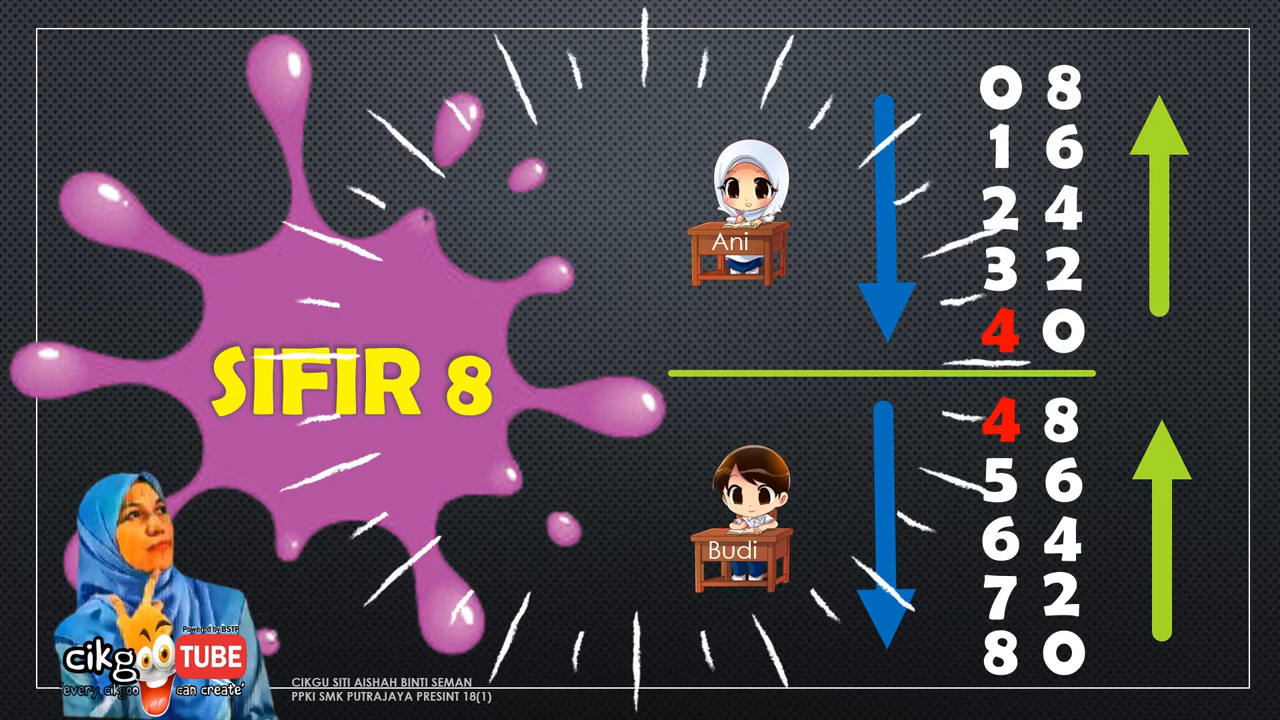 SIFIR 8
Ani
0 8
1 6
2 4
3 2
4 0
Budi
4 8
5 6
6 4
7 2
8 0
Powered by BSTP
cikgoo TUBE
'every cikgoo can create'
CIKGU SITI AISHAH BINTI SEMAN
PPKI SMK PUTRAJAYA PRESINT 18(1)